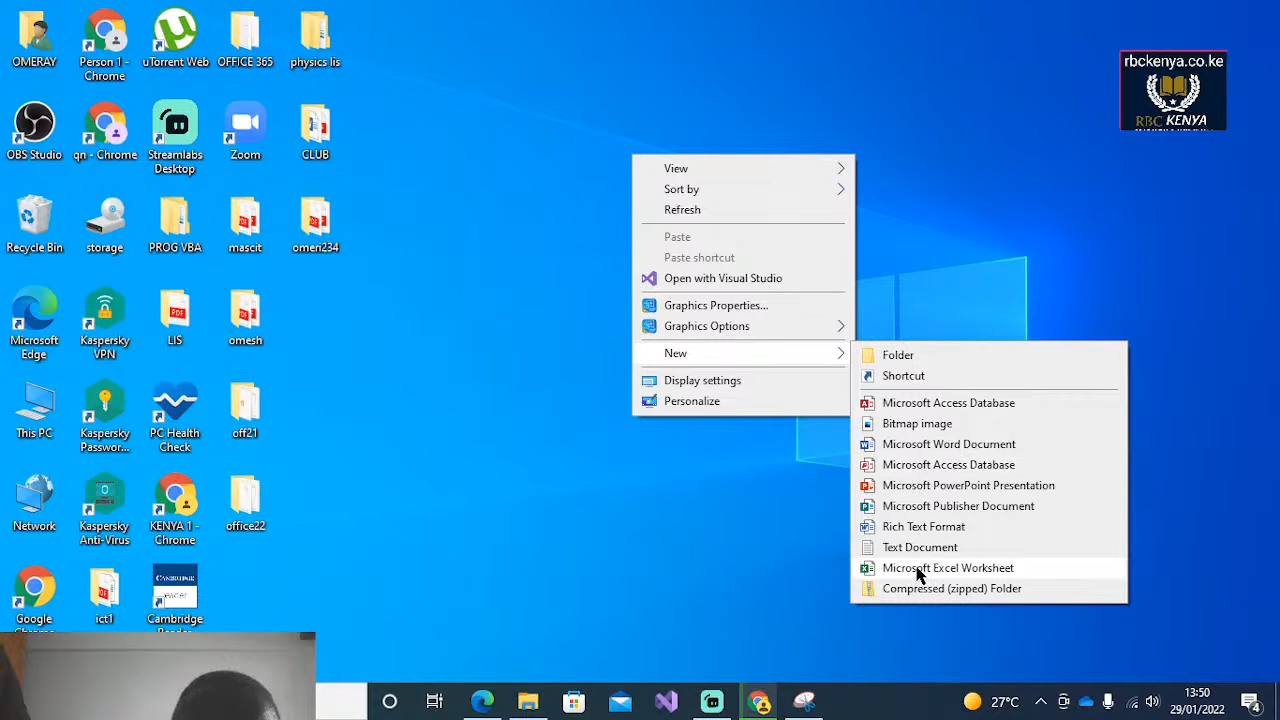 OMERAY
Person 1 -
Chrome
uTorrent Web
OFFICE 365
physics lis
OBS Studio
qn - Chrome
Streamlabs
Desktop
Zoom
CLUB
Recycle Bin
storage
PROG VBA
mascit
omeri234
Microsoft
Edge
Kaspersky
VPN
LIS
omesh
This PC
Kaspersky
Passwor...
PC Health
Check
off21
Network
Kaspersky
Anti-Virus
KENYA 1 -
Chrome
office22
Google
Chrome
ict1
CAMBRIDGE
Reader
Cambridge
Reader
rbckenya.co.ke
RBC KENYA
View
Sort by
Refresh
Paste
Paste shortcut
Open with Visual Studio
Graphics Properties...
Graphics Options
New
Display settings
Personalize
Folder
Shortcut
Microsoft Access Database
Bitmap image
Microsoft Word Document
Microsoft Access Database
Microsoft PowerPoint Presentation
Microsoft Publisher Document
Rich Text Format
Text Document
Microsoft Excel Worksheet
Compressed (zipped) Folder
27°C
13:50
29/01/2022
4